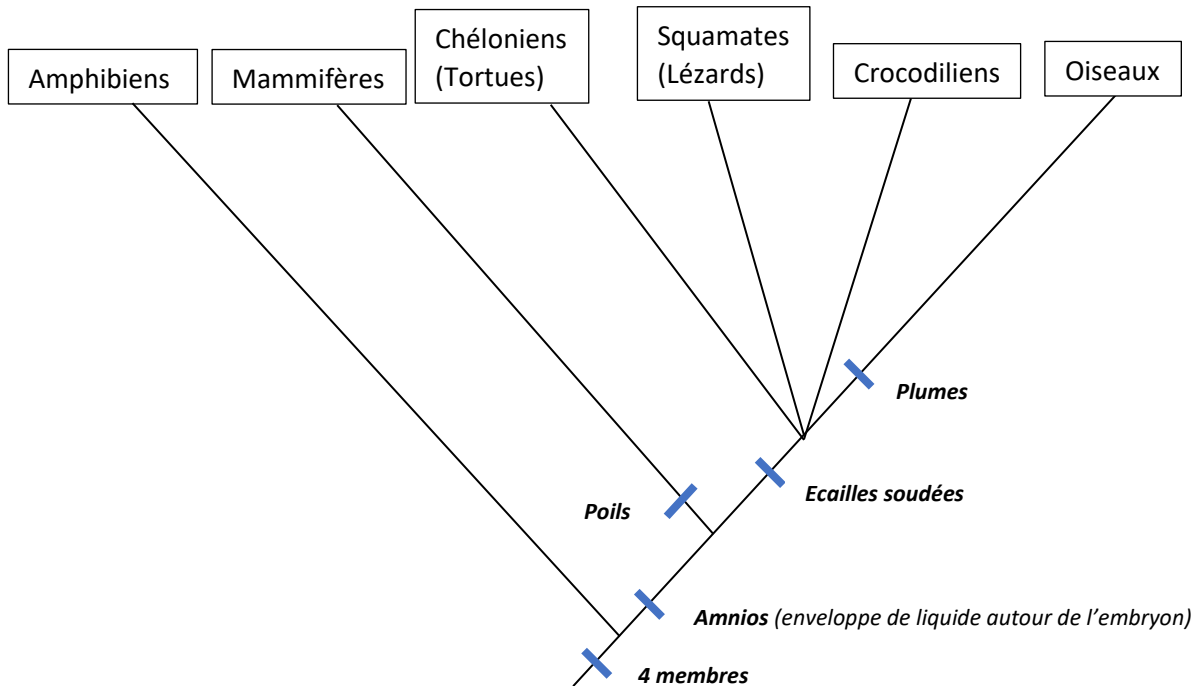 Amphibiens
Mammifères
Chéloniens
(Tortues)
Squamates
(Lézards)
Crocodiliens
Oiseaux
Plumes
Ecailles soudées
Poils
Amnios (enveloppe de liquide autour de l'embryon)
4 membres